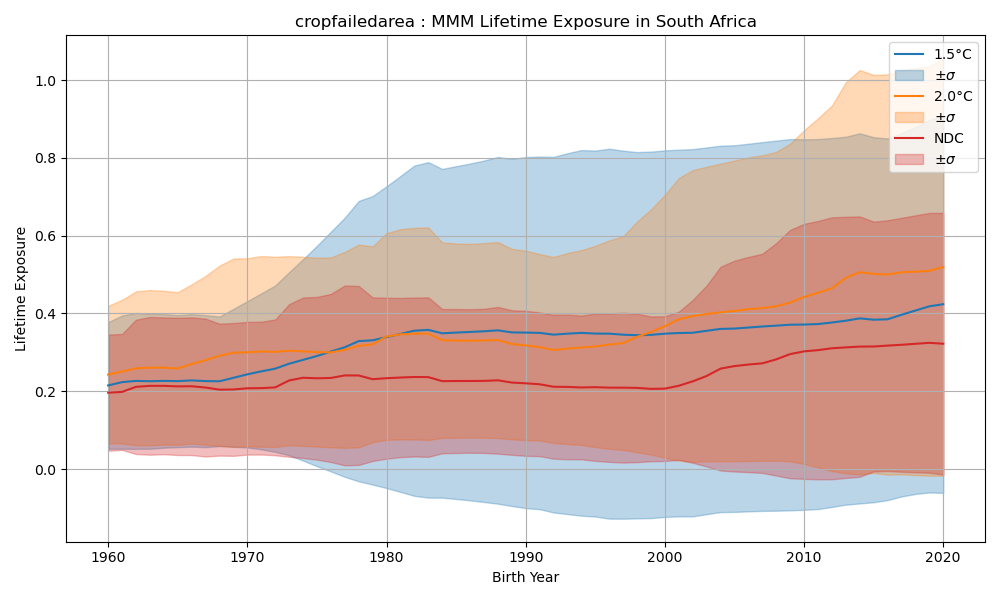 cropfailedarea : MMM Lifetime Exposure in South Africa
1.0
0.8
0.6
0.4
0.2
0.0
Lifetime Exposure
1960 1970 1980 1990 2000 2010 2020
Birth Year
1.5°C
±σ
2.0°C
±σ
NDC
±σ